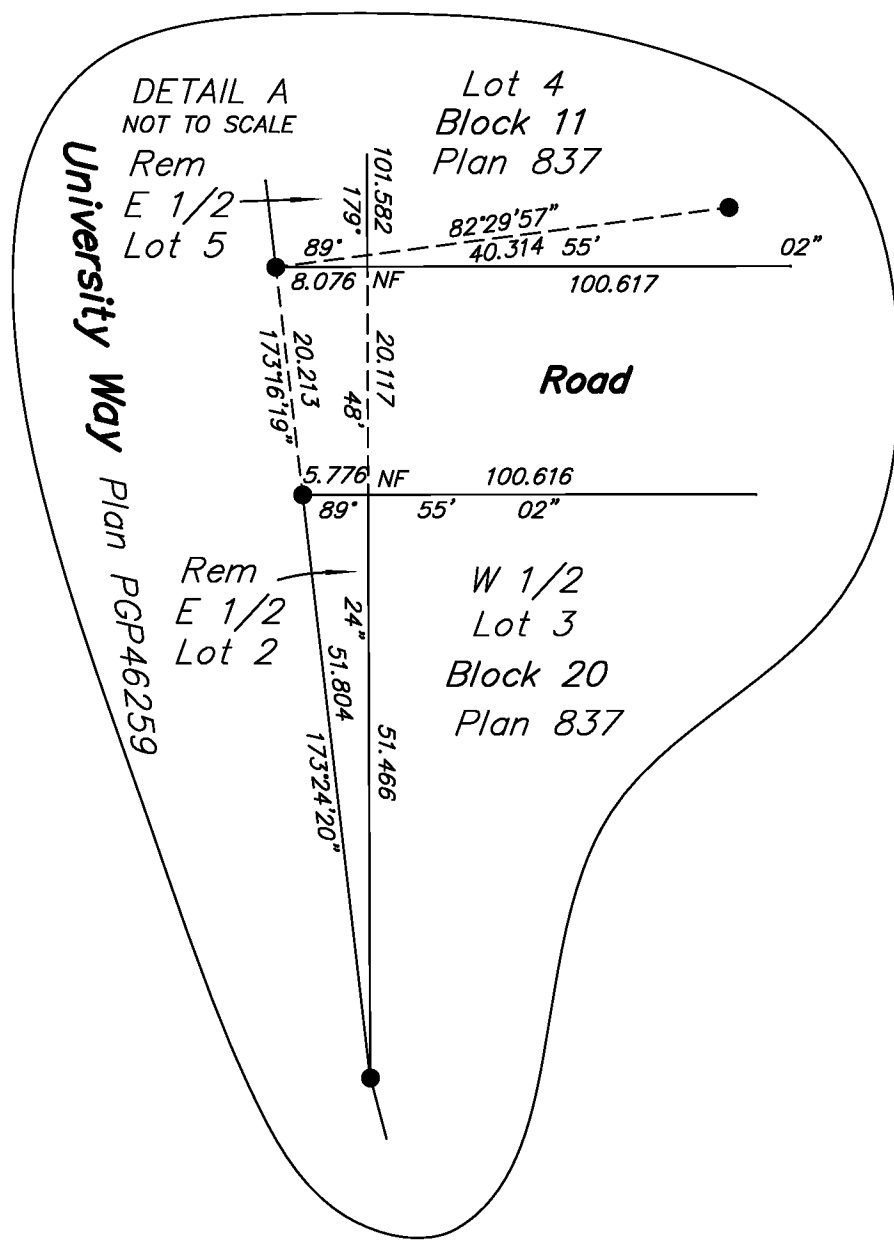 DETAIL A
NOT TO SCALE
Rem
E 1/2
Lot 5
Lot 4
Block 11
Plan 837
101.582
179°
82°29'57"
40.314
89° 55' 02"
8.076 NF 100.617
University Way Plan PGP46259
20.213
173°16'19"
20.117
48'
Road
5.776 NF 100.616
89° 55' 02"
Rem
E 1/2
Lot 2
24"
51.804
173°24'20"
51.466
W 1/2
Lot 3
Block 20
Plan 837